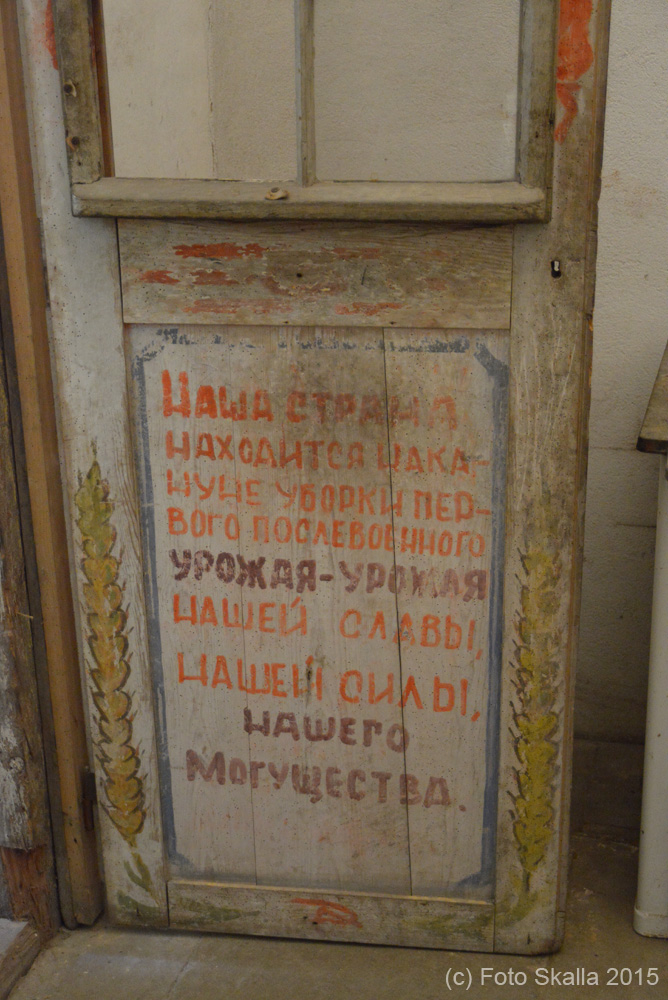 Наша страна
находится нака-
нуне уборки пер-
вого послевоенного
урожая-урожая
нашей славы,
нашей силы,
нашего
могущества.
(c) Foto Skalla 2015